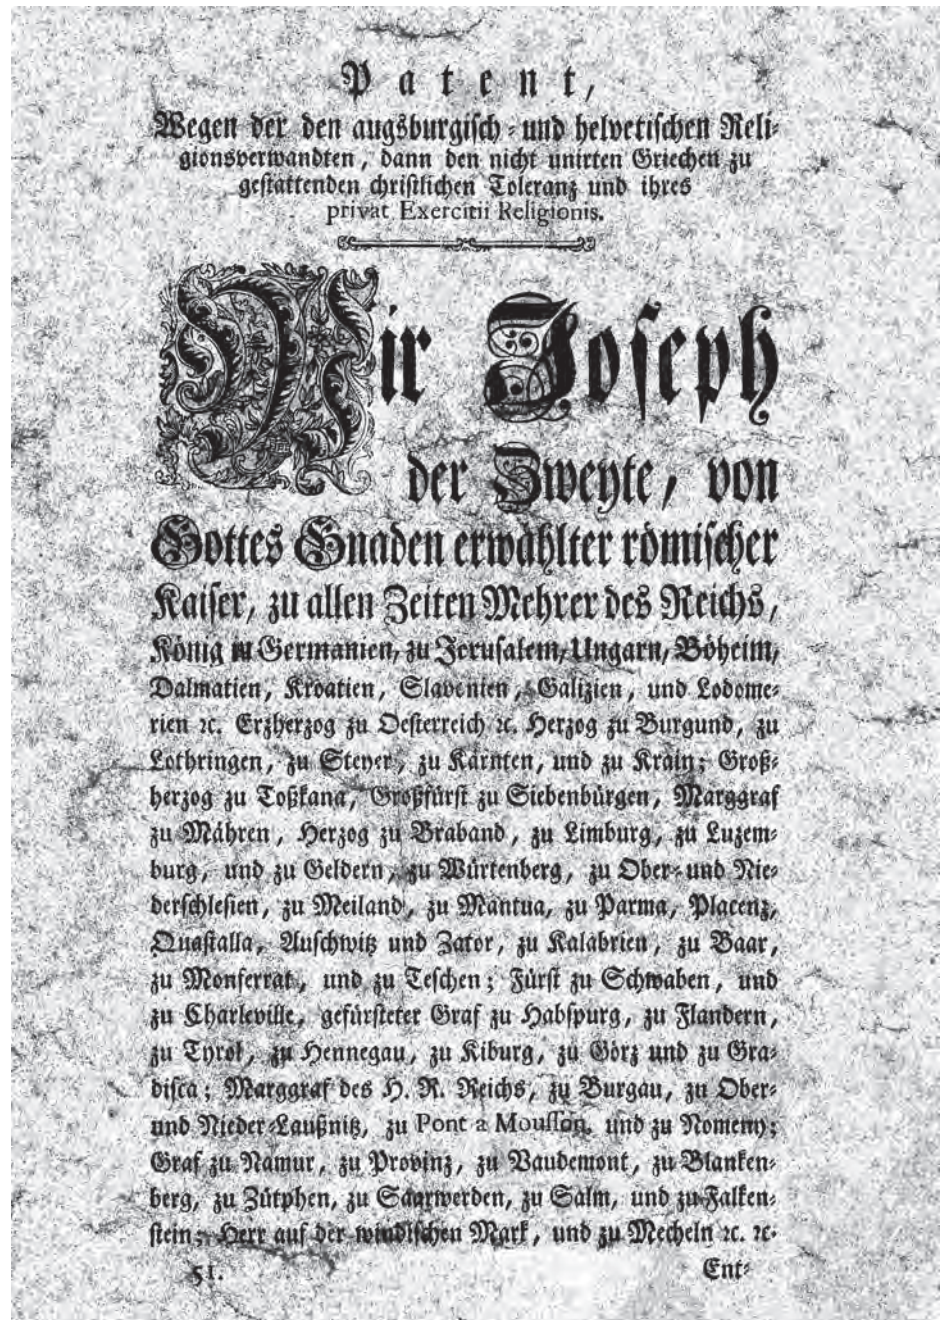 Patent,
Wegen der den augsburgisch- und helvetischen Reli-
gionsverwandten, dann den nicht unirten Griechen zu
gestattenden christlichen Toleranz und ihres
privat Exercitii Religionis.
Wir Joseph
der Zweyte, von
Gottes Gnaden erwählter römischer
Kaiser, zu allen Zeiten Mehrer des Reichs,
König in Germanien, zu Jerusalem, Ungarn, Böheim,
Dalmatien, Kroatien, Slavonien, Galizien, und Lodome-
rien ꝛc. Erzherzog zu Oesterreich ꝛc. Herzog zu Burgund, zu
Lothringen, zu Steyer, zu Kärnten, und zu Krain; Groß-
herzog zu Toßkana, Großfürst zu Siebenbürgen, Marggraf
zu Mähren, Herzog zu Braband, zu Limburg, zu Luzem-
burg, und zu Geldern, zu Würtenberg, zu Ober- und Nie-
derschlesien, zu Meiland, zu Mantua, zu Parma, Placenz,
Quastalla, Auschwitz und Zator, zu Kalabrien, zu Baar,
zu Monferrat, und zu Teschen; Fürst zu Schwaben, und
zu Charleville, gefürsteter Graf zu Habspurg, zu Flandern,
zu Tyrol, zu Hennegau, zu Kiburg, zu Görz und zu Gra-
disca; Marggraf des H. R. Reichs, zu Burgau, zu Ober-
und Nieder-Laußnitz, zu Pont a Mousson, und zu Nomeny;
Graf zu Namur, zu Provinz, zu Vaudemont, zu Blanken-
berg, zu Zütphen, zu Saarwerden, zu Salm, und zu Falken-
stein; Herr auf der windischen Mark, und zu Mecheln ꝛc. ꝛc.
51. Ent-